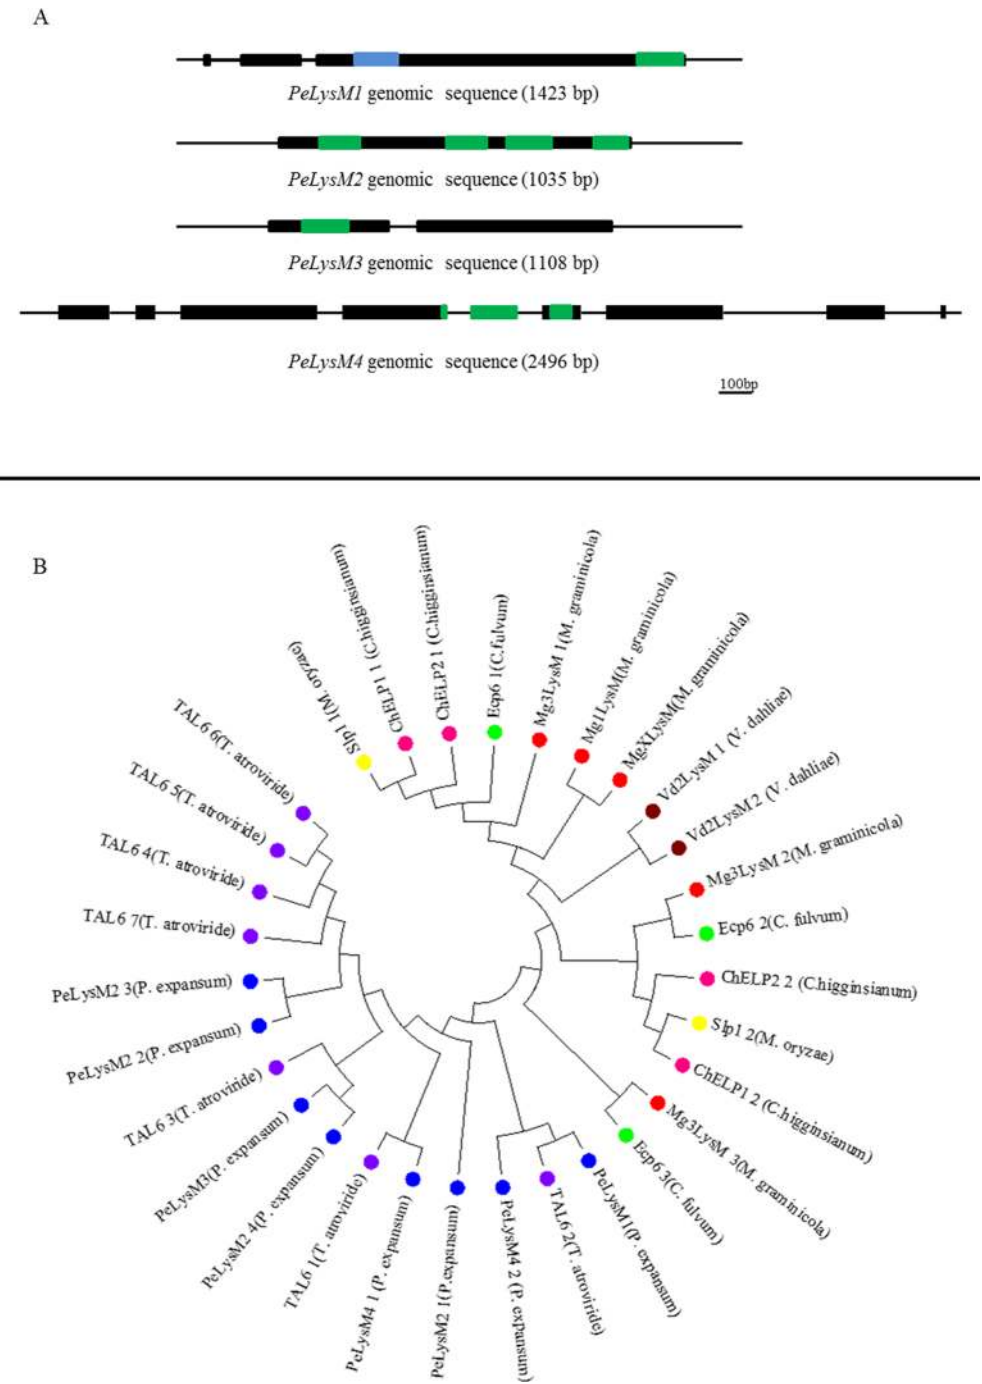 A
PeLysM1 genomic sequence (1423 bp)
PeLysM2 genomic sequence (1035 bp)
PeLysM3 genomic sequence (1108 bp)
PeLysM4 genomic sequence (2496 bp)
100bp
B
Slp1 1(M. oryzae)
ChELP1 1 (C.higginsianum)
ChELP2 1 (C.higginsianum)
Ecp6 1(C.fulvum)
Mg3LysM 1(M. graminicola)
Mg1LysM(M. graminicola)
MgXLysM(M. graminicola)
Vd2LysM 1 (V. dahliae)
Vd2LysM 2 (V. dahliae)
Mg3LysM 2(M. graminicola)
Ecp6 2(C. fulvum)
ChELP2 2 (C.higginsianum)
Slp1 2(M. oryzae)
ChELP1 2 (C.higginsianum)
Mg3LysM 3(M. graminicola)
Ecp6 3(C. fulvum)
PeLysM1(P. expansum)
TAL6 2(T. atroviride)
PeLysM4 2 (P. expansum)
PeLysM2 1(P.expansum)
PeLysM4 1 (P. expansum)
TAL6 1(T. atroviride)
PeLysM2 4(P. expansum)
PeLysM3(P. expansum)
TAL6 3(T. atroviride)
PeLysM2 2(P. expansum)
PeLysM2 3(P. expansum)
TAL6 7(T. atroviride)
TAL6 4(T. atroviride)
TAL6 5(T. atroviride)
TAL6 6(T. atroviride)